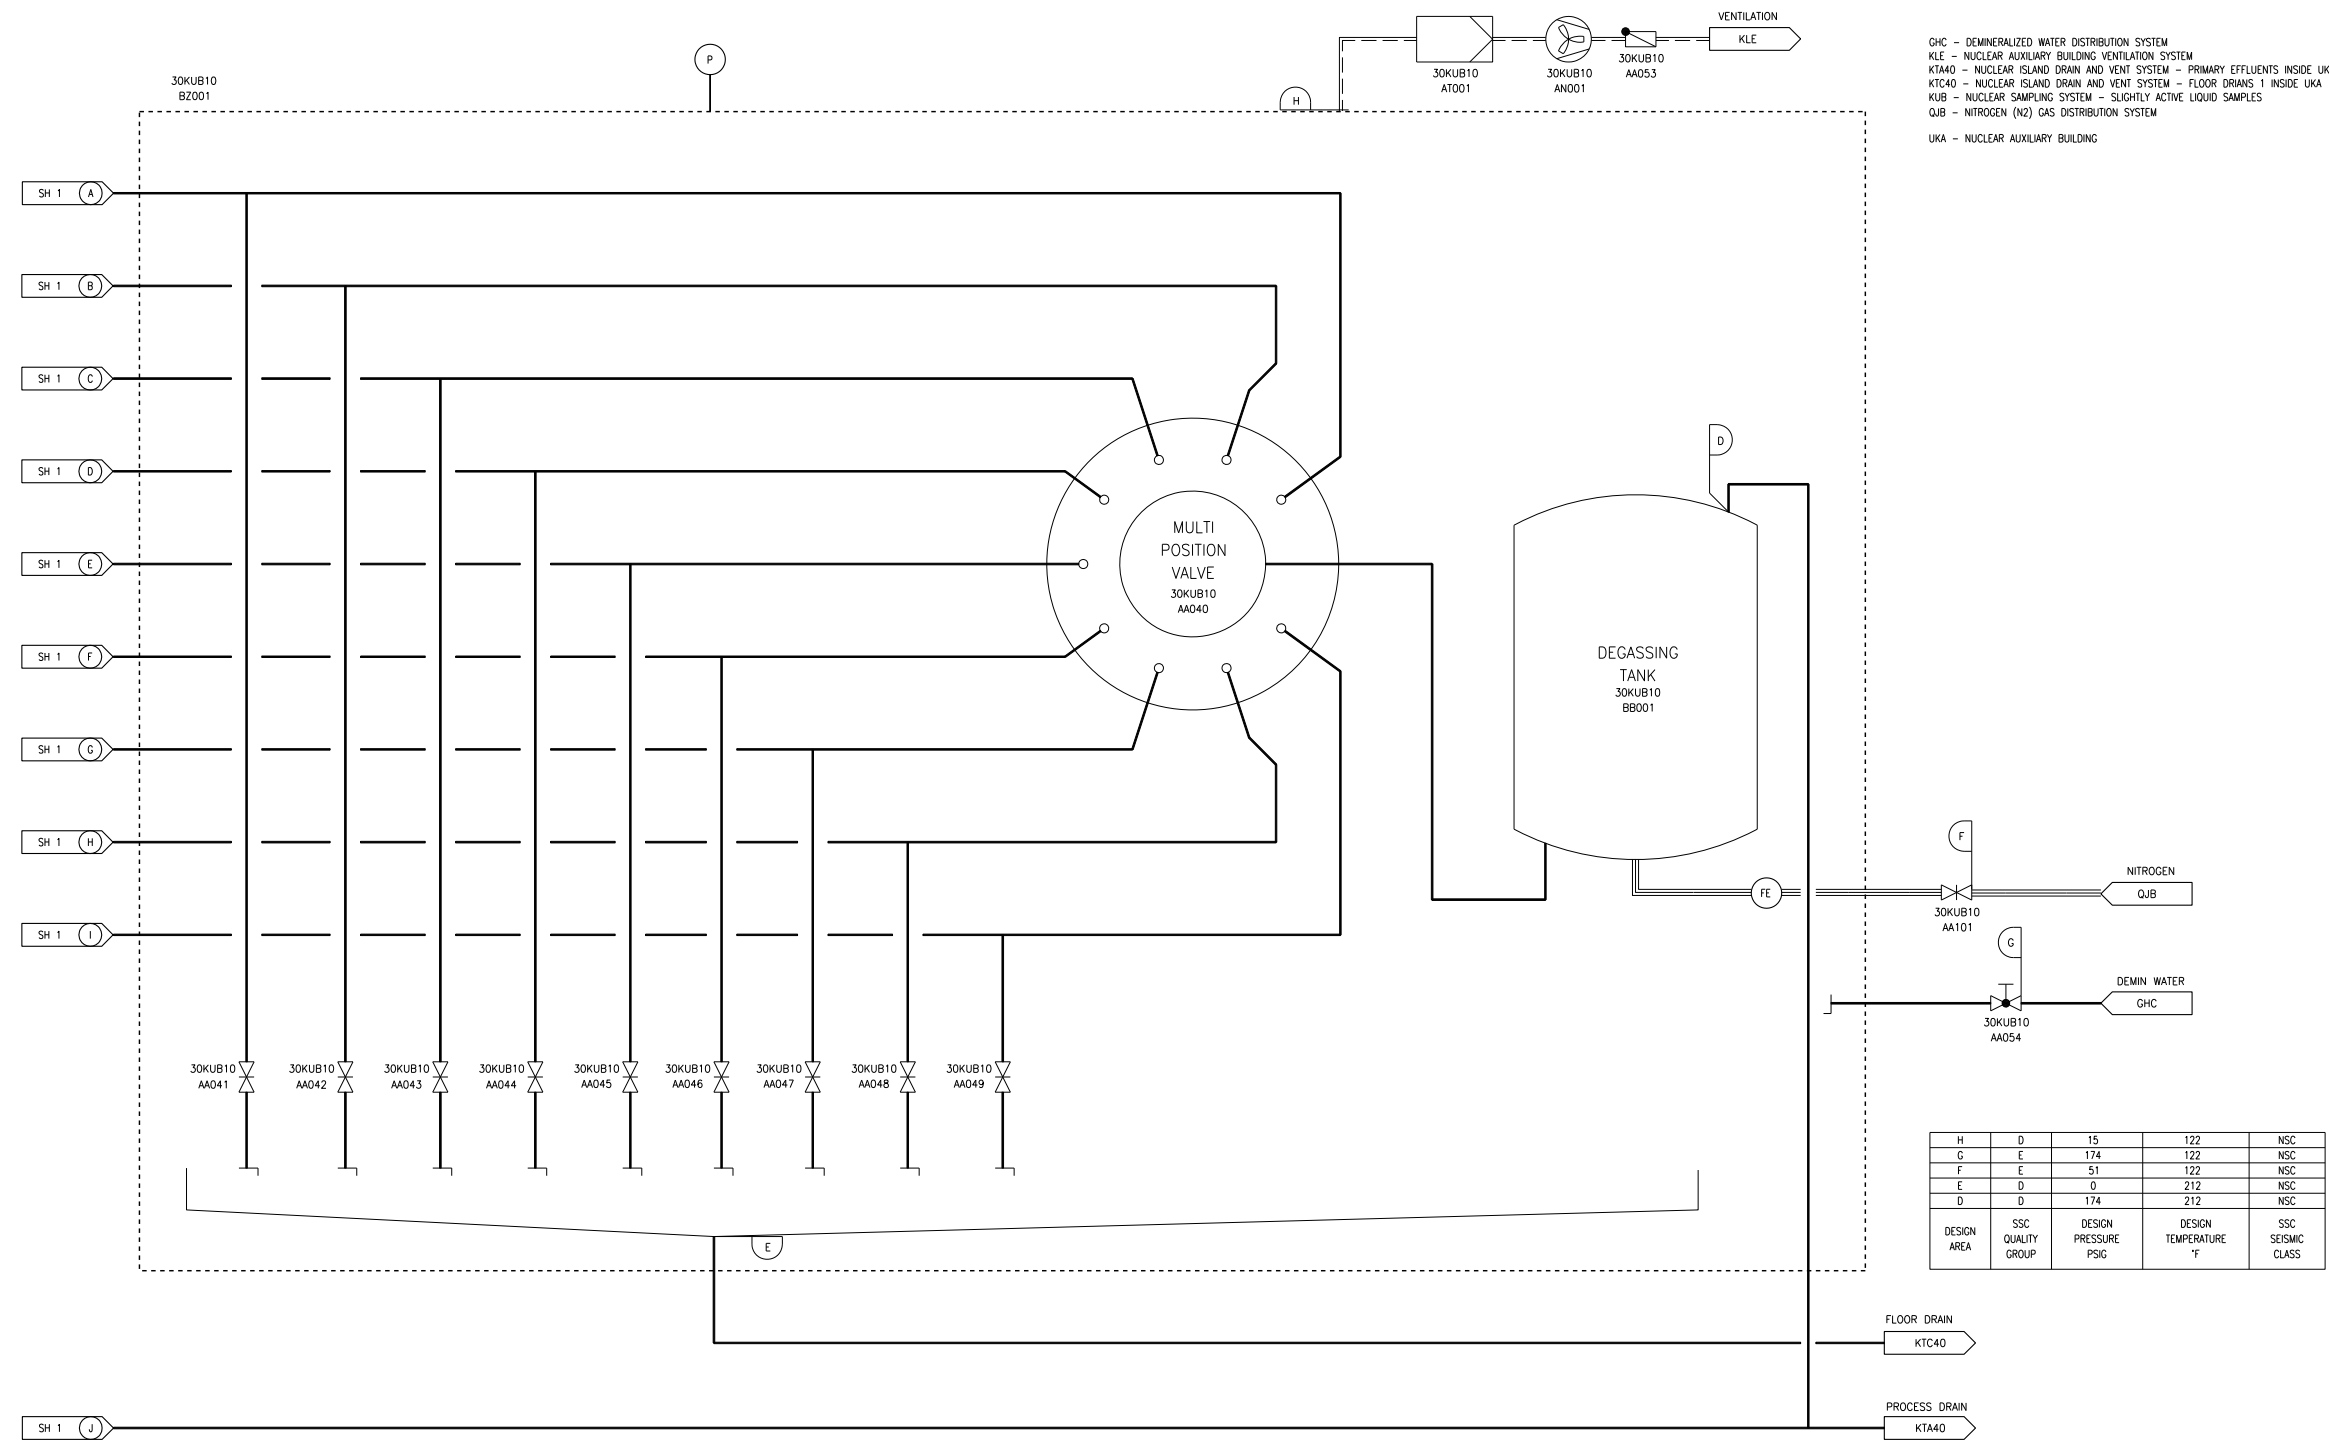 VENTILATION
KLE
P
30KUB10
BZ001
H
30KUB10
AT001
30KUB10
AN001
30KUB10
AA053
GHC – DEMINERALIZED WATER DISTRIBUTION SYSTEM
KLE – NUCLEAR AUXILIARY BUILDING VENTILATION SYSTEM
KTA40 – NUCLEAR ISLAND DRAIN AND VENT SYSTEM – PRIMARY EFFLUENTS INSIDE UK
KTC40 – NUCLEAR ISLAND DRAIN AND VENT SYSTEM – FLOOR DRIANS 1 INSIDE UKA
KUB – NUCLEAR SAMPLING SYSTEM – SLIGHTLY ACTIVE LIQUID SAMPLES
QJB – NITROGEN (N2) GAS DISTRIBUTION SYSTEM
UKA – NUCLEAR AUXILIARY BUILDING
SH 1 A
SH 1 B
SH 1 C
SH 1 D
SH 1 E
SH 1 F
SH 1 G
SH 1 H
SH 1 I
MULTI
POSITION
VALVE
30KUB10
AA040
D
DEGASSING
TANK
30KUB10
BB001
FE
F
30KUB10
AA101
NITROGEN
QJB
G
30KUB10
AA054
DEMIN WATER
GHC
30KUB10
AA041
30KUB10
AA042
30KUB10
AA043
30KUB10
AA044
30KUB10
AA045
30KUB10
AA046
30KUB10
AA047
30KUB10
AA048
30KUB10
AA049
E
H D 15 122 NSC
G E 174 122 NSC
F E 51 122 NSC
E D 0 212 NSC
D D 174 212 NSC
DESIGN
AREA
SSC
QUALITY
GROUP
DESIGN
PRESSURE
PSIG
DESIGN
TEMPERATURE
°F
SSC
SEISMIC
CLASS
FLOOR DRAIN
KTC40
SH 1 J
PROCESS DRAIN
KTA40